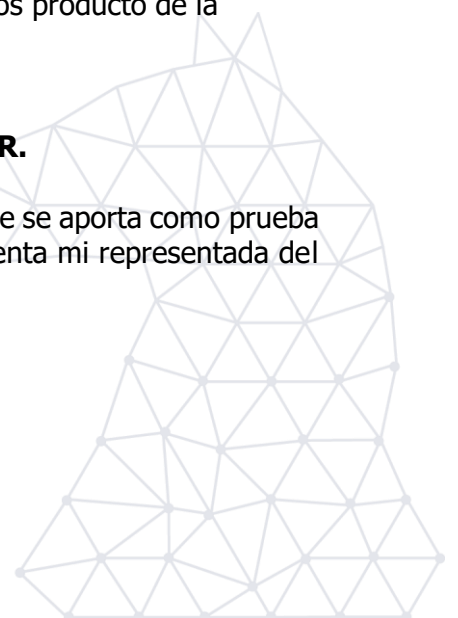 os producto de la
R.
e se aporta como prueba
enta mi representada del